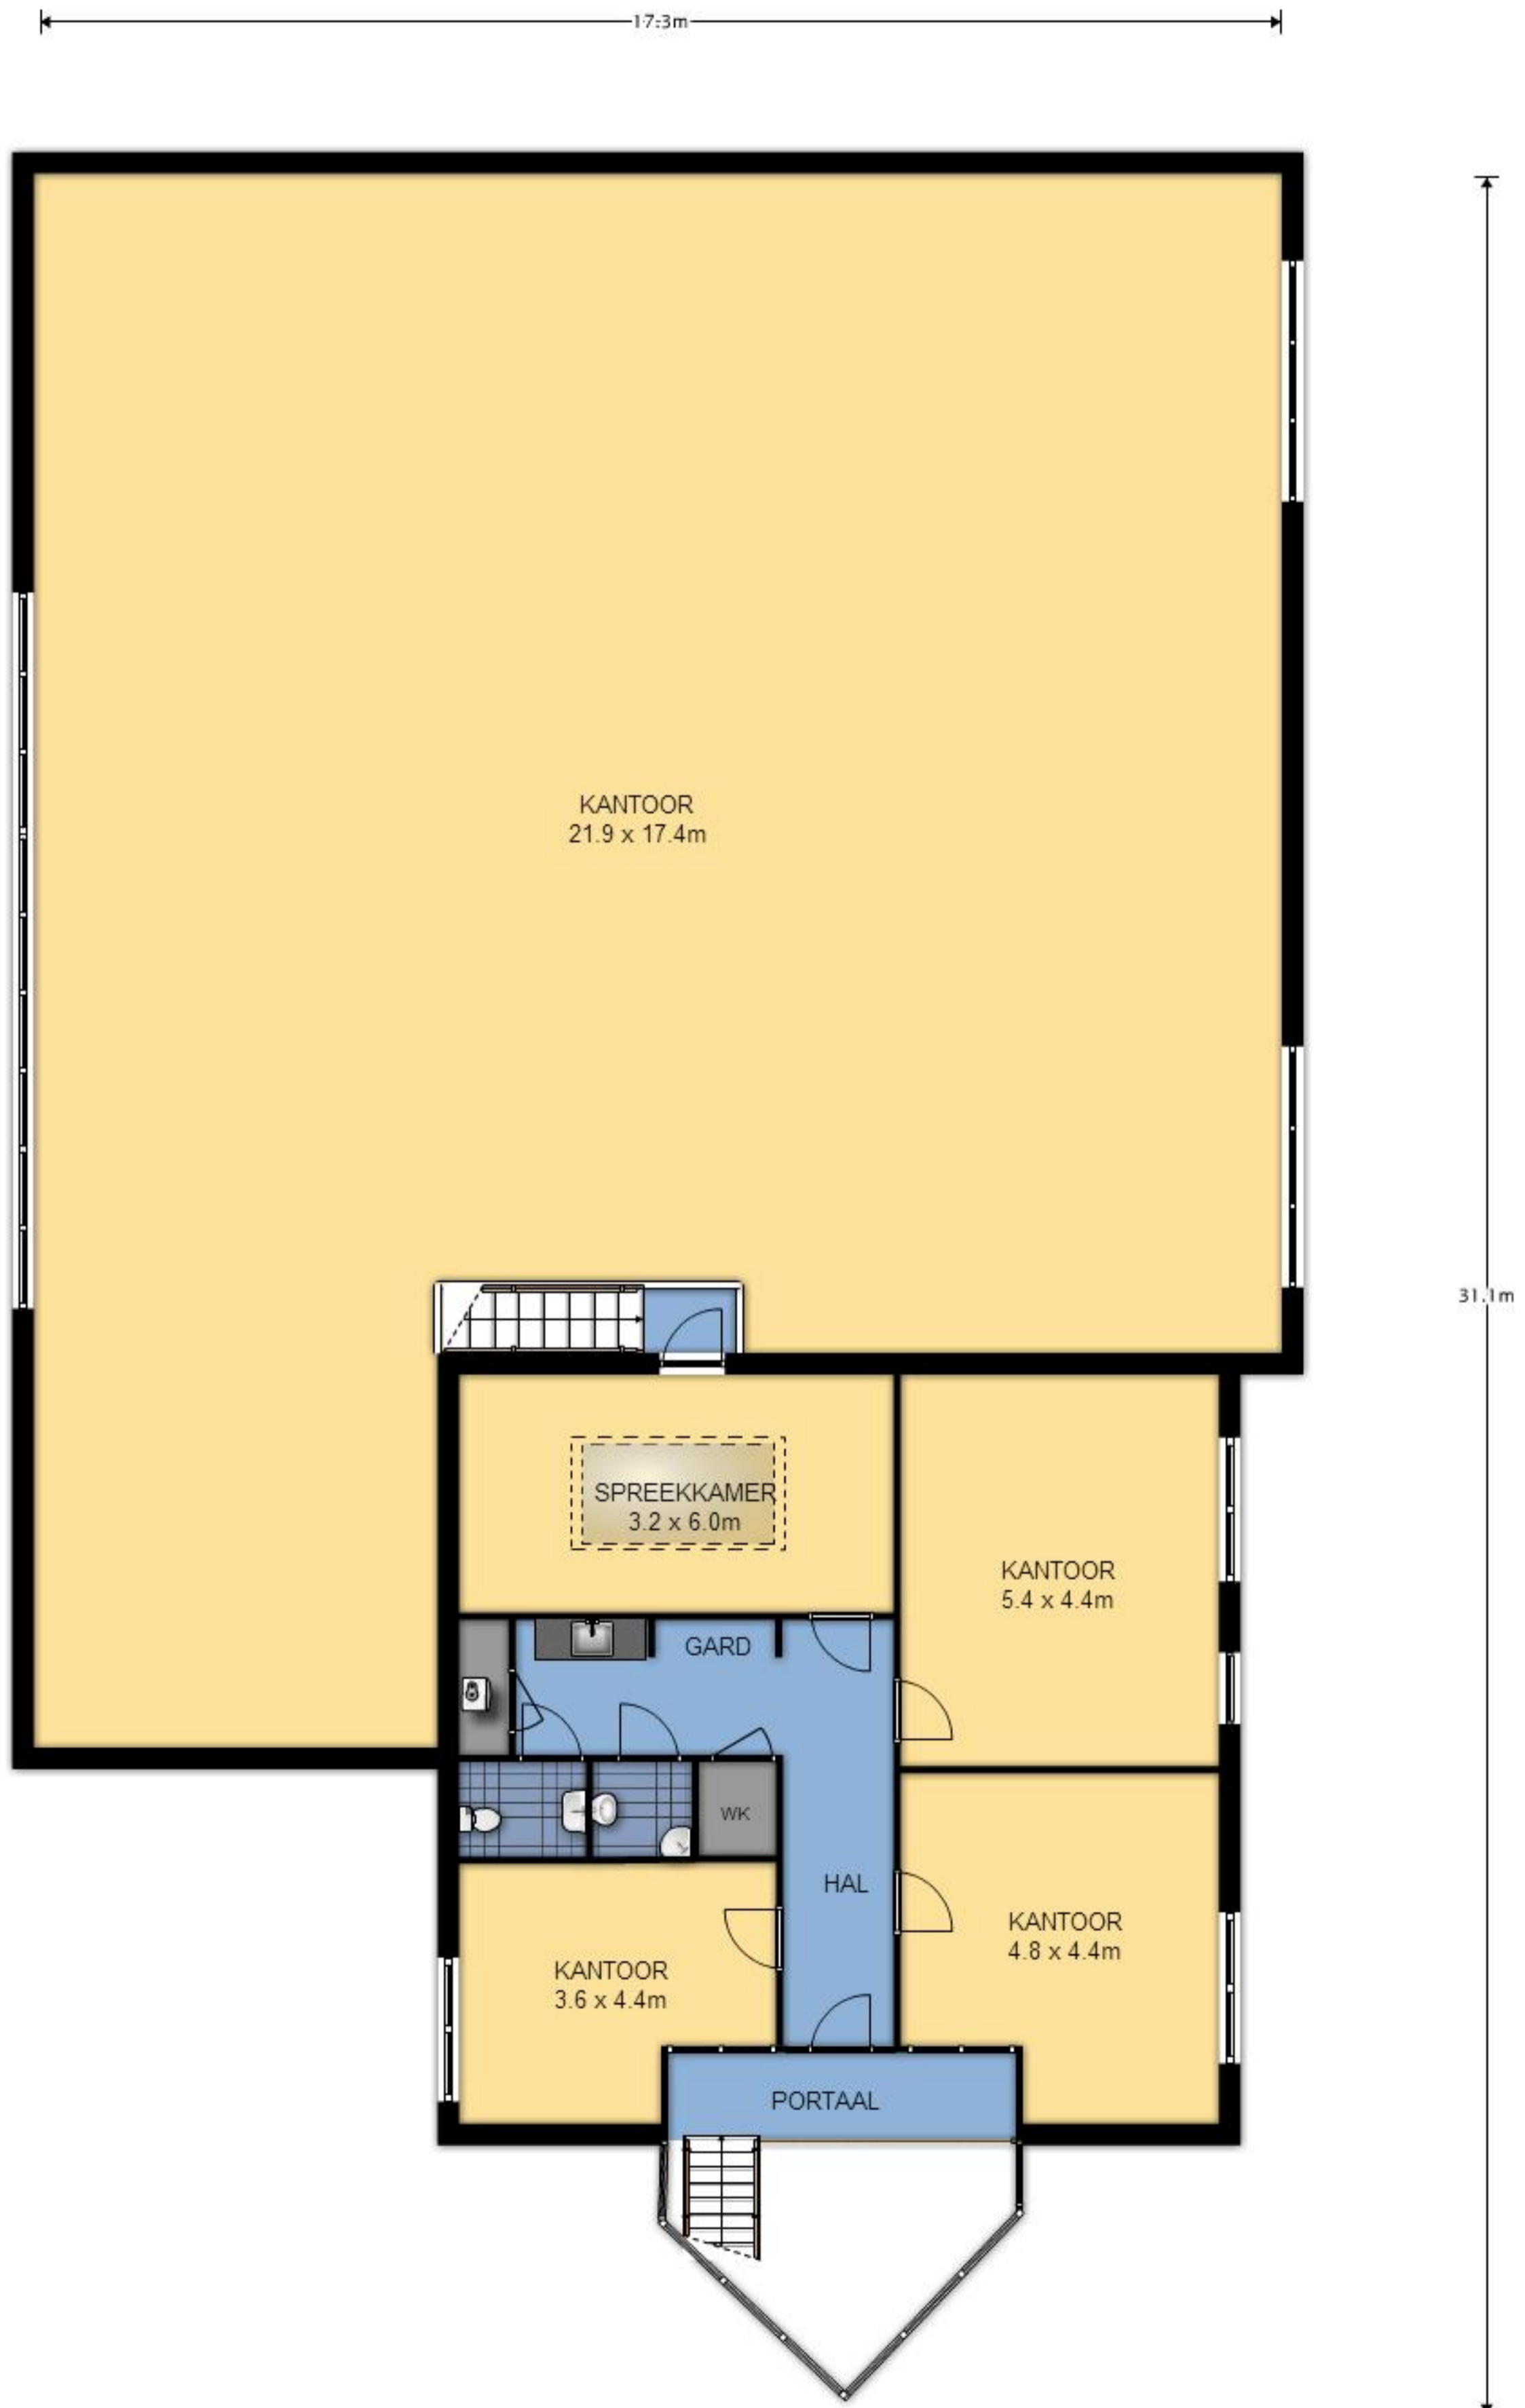 17.3m
KANTOOR
21.9 x 17.4m
31.1m
SPREEKKAMER
3.2 x 6.0m
KANTOOR
5.4 x 4.4m
GARD
WK
HAL
KANTOOR
4.8 x 4.4m
KANTOOR
3.6 x 4.4m
PORTAAL